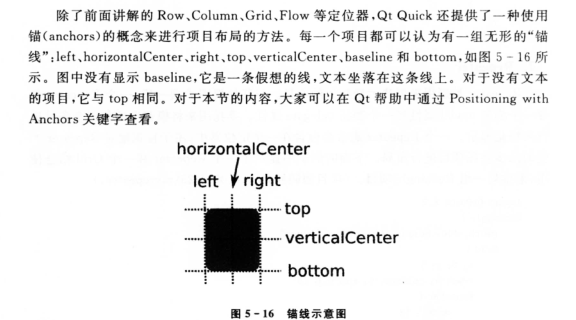 除了前面讲解的 Row、Column、Grid、Flow 等定位器,Qt Quick 还提供了一种使用
锚(anchors)的概念来进行项目布局的方法。每一个项目都可以认为有一组无形的“锚
线”:left、horizontalCenter、right、top、verticalCenter、baseline 和 bottom,如图 5-16 所
示。图中没有显示 baseline,它是一条假想的线,文本坐落在这条线上。对于没有文本
的项目,它与 top 相同。对于本节的内容,大家可以在 Qt 帮助中通过 Positioning with
Anchors 关键字查看。
horizontalCenter
left right
top
verticalCenter
bottom
图 5-16 锚线示意图